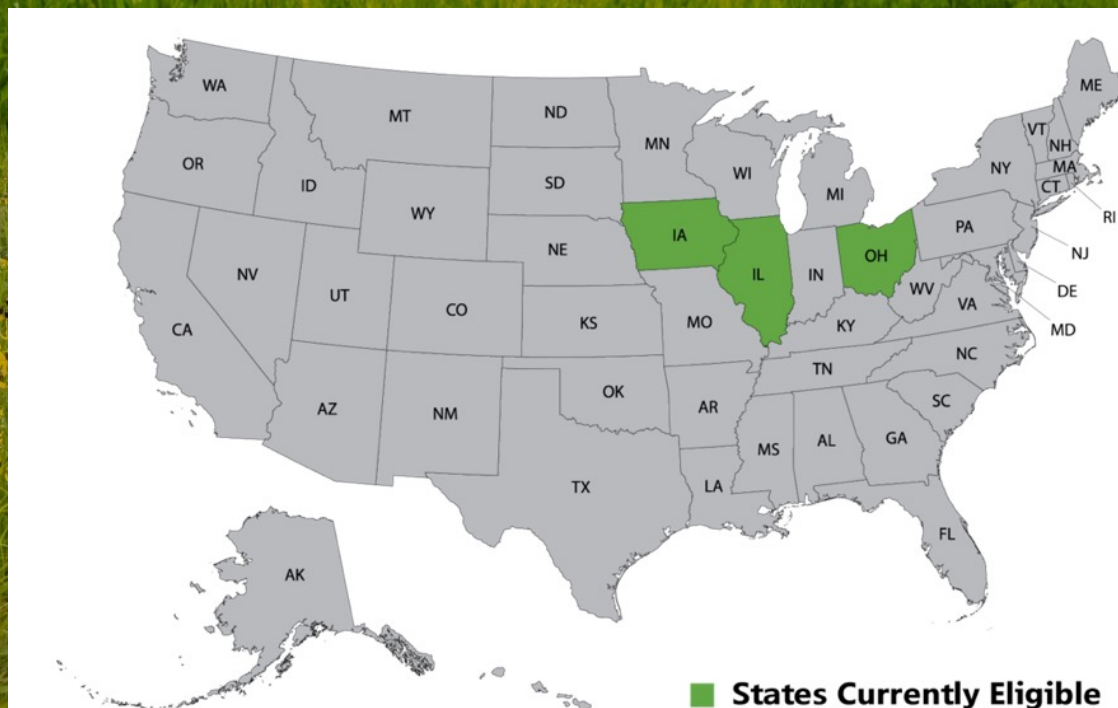 WA
MT
ND
MN
ME
VT
NH
OR
ID
SD
WI
MI
NY
MA
CT
RI
WY
IA
NE
PA
NJ
NV
UT
CO
IL
IN
OH
WV
DE
MD
VA
CA
KS
MO
KY
NC
TN
AZ
NM
OK
AR
SC
MS
AL
GA
TX
LA
FL
AK
States Currently Eligible